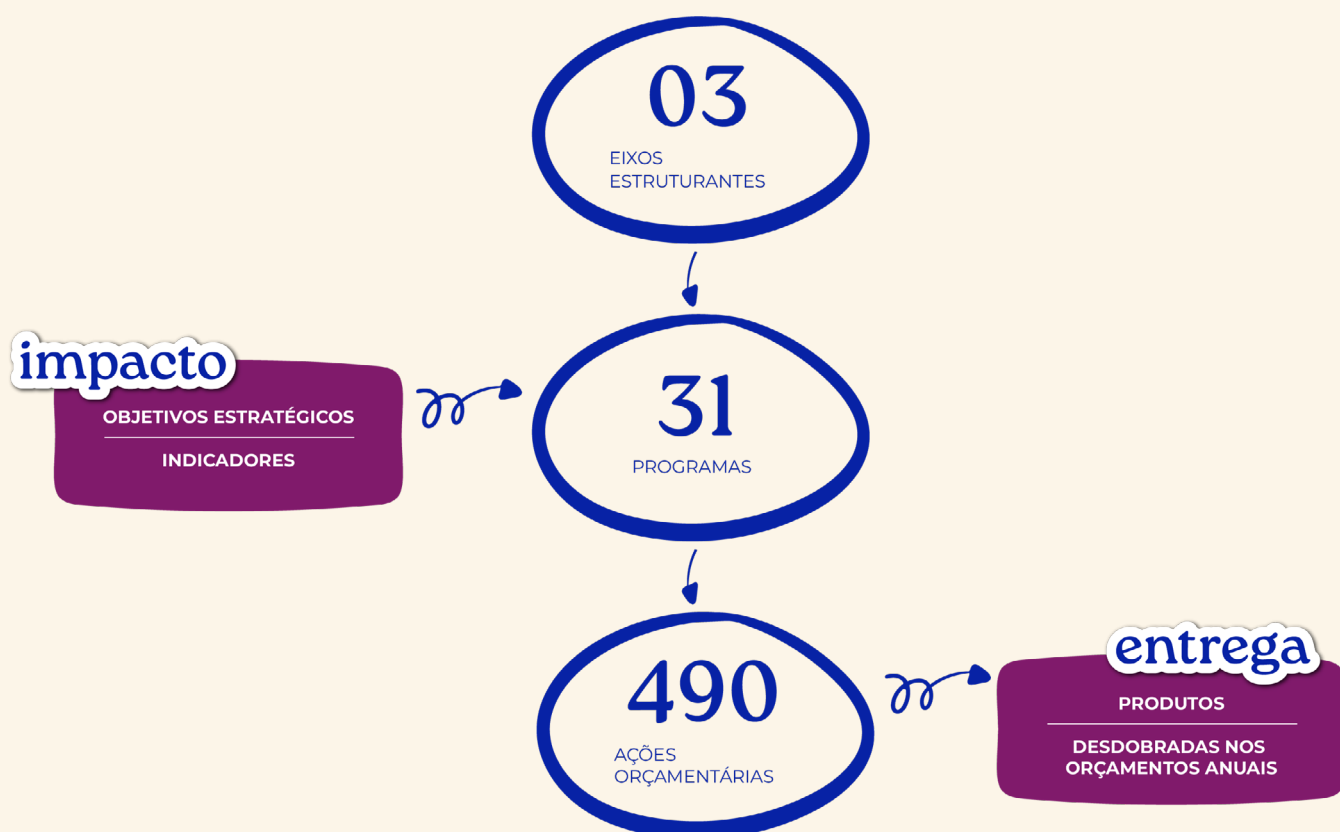 03
EIXOS
ESTRUTURANTES
impacto
OBJETIVOS ESTRATÉGICOS
INDICADORES
31
PROGRAMAS
490
AÇÕES
ORÇAMENTÁRIAS
entrega
PRODUTOS
DESDOBRADAS NOS
ORÇAMENTOS ANUAIS